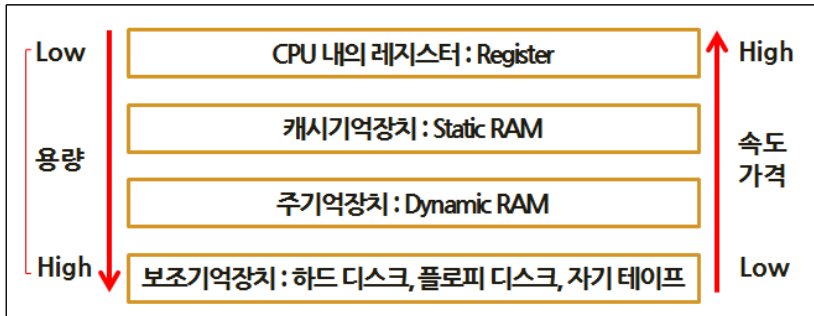 Low
CPU 내의 레지스터 : Register
High
캐시기억장치 : Static RAM
용량
속도
가격
주기억장치 : Dynamic RAM
High
보조기억장치 : 하드 디스크, 플로피 디스크, 자기 테이프
Low